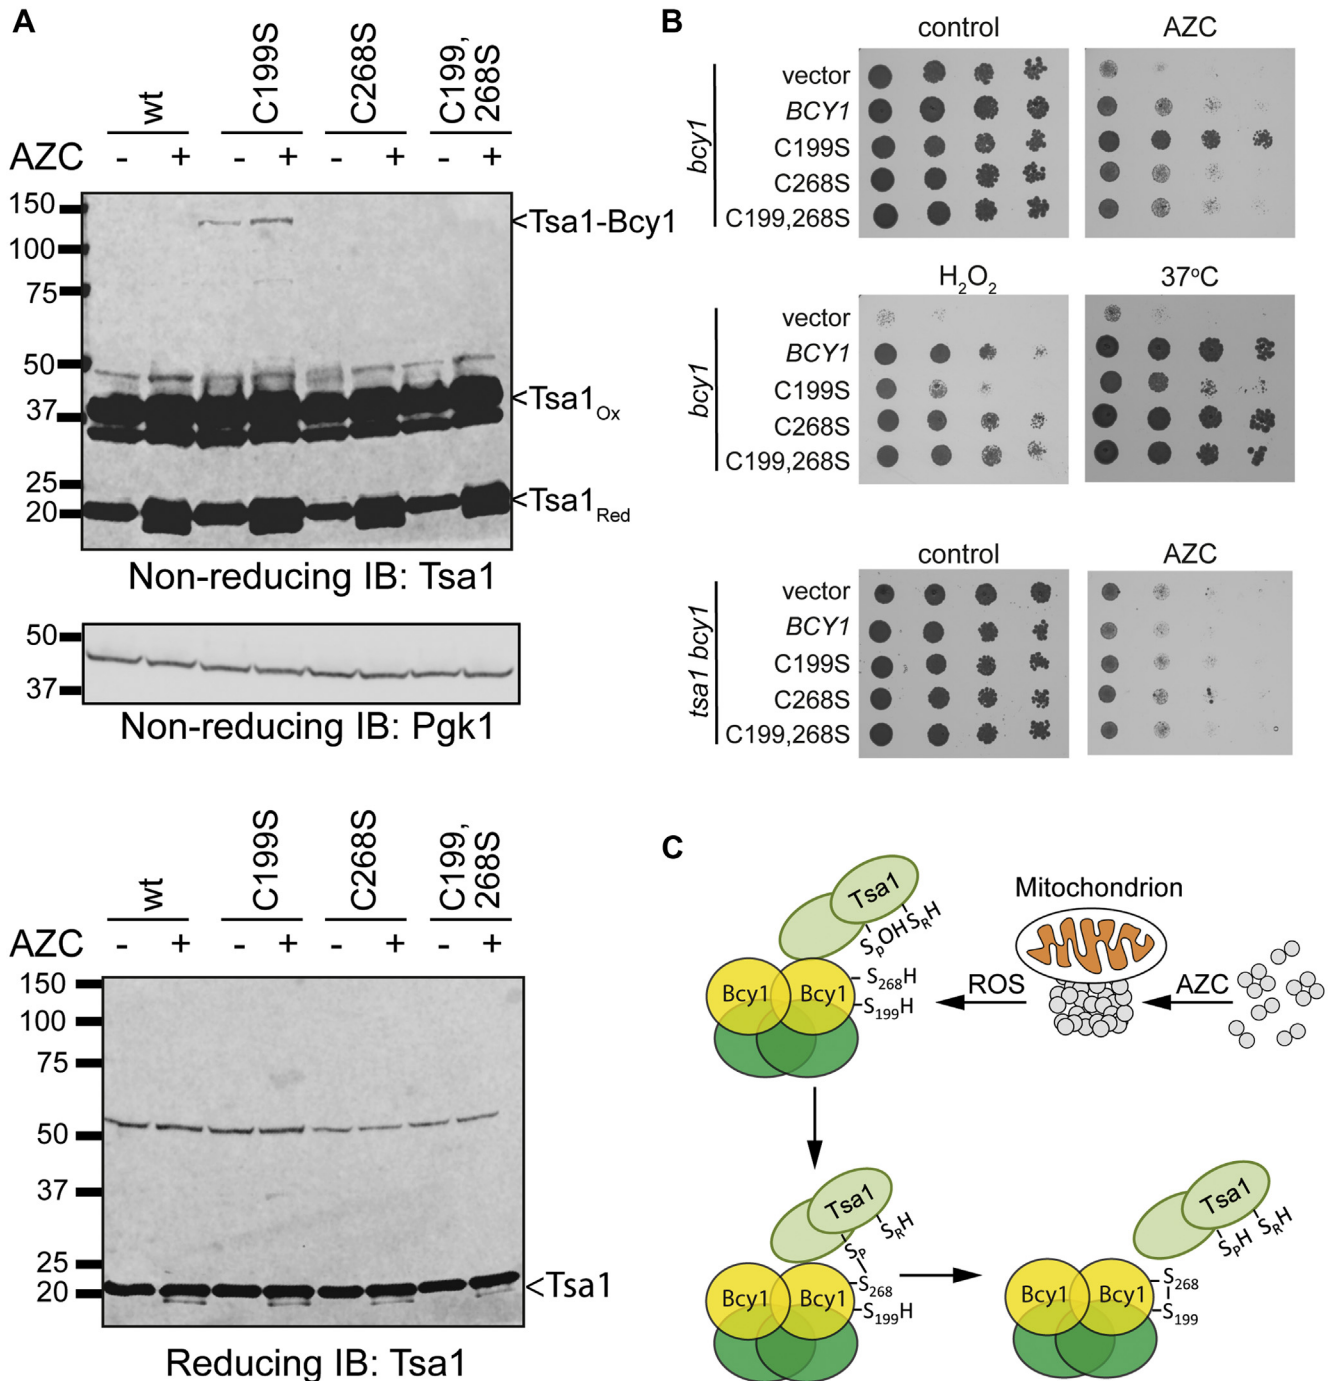 A
wt
C199S
C268S
C199,
268S
AZC - + - + - + - +
150
100
75
50
37
25
20
<Tsa1-Bcy1
<Tsa1Ox
<Tsa1Red
Non-reducing IB: Tsa1
50
37
Non-reducing IB: Pgk1
wt
C199S
C268S
C199,
268S
AZC - + - + - + - +
150
100
75
50
37
25
20
<Tsa1
Reducing IB: Tsa1
B
control AZC
bcy1
vector
BCY1
C199S
C268S
C199,268S
H2O2 37°C
bcy1
vector
BCY1
C199S
C268S
C199,268S
control AZC
tsa1 bcy1
vector
BCY1
C199S
C268S
C199,268S
C
Tsa1
SPOH SRH
Bcy1 Bcy1
S268H
S199H
Mitochondrion
ROS
AZC
Tsa1
SRH
SP
S268
S199H
Bcy1 Bcy1
Tsa1
SPH SRH
Bcy1 Bcy1
S268
S199